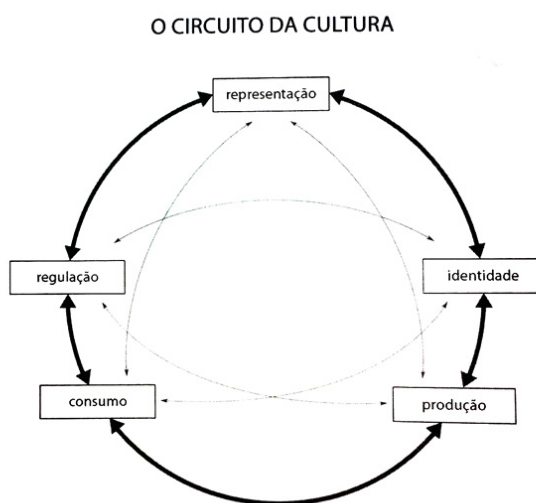 O CIRCUITO DA CULTURA
representação
regulação
identidade
consumo
produção